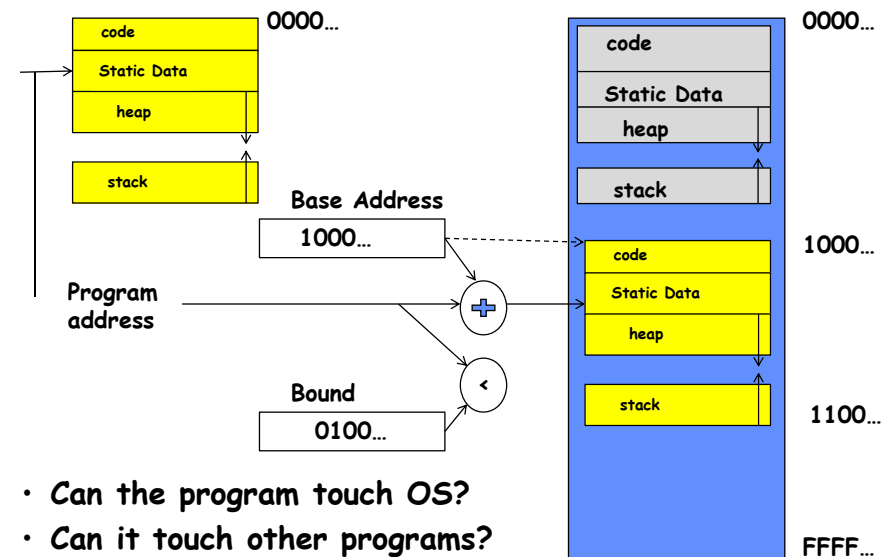 0000…
code
Static Data
heap
stack
Base Address
1000…
Program
address
+
<
Bound
0100…
0000…
code
Static Data
heap
stack
1000…
code
Static Data
heap
stack
1100…
FFFF…
• Can the program touch OS?
• Can it touch other programs?